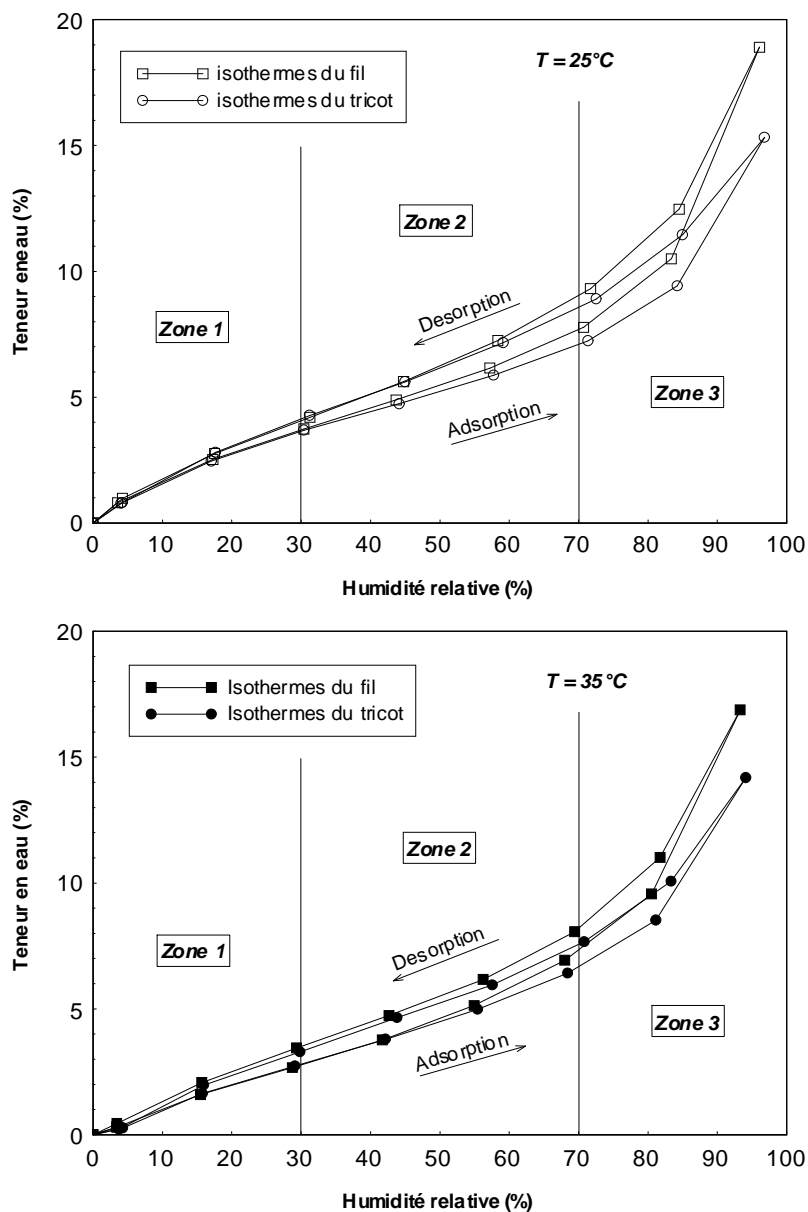 20
15
10
5
0
Teneur eneau (%)
isothermes du fil
isothermes du tricot
T = 25°C
Zone 2
Zone 1
Desorption
Zone 3
Adsorption
0 10 20 30 40 50 60 70 80 90 100
Humidité relative (%)
20
15
10
5
0
Teneur en eau (%)
Isothermes du fil
Isothermes du tricot
T = 35°C
Zone 2
Zone 1
Desorption
Zone 3
Adsorption
0 10 20 30 40 50 60 70 80 90 100
Humidité relative (%)